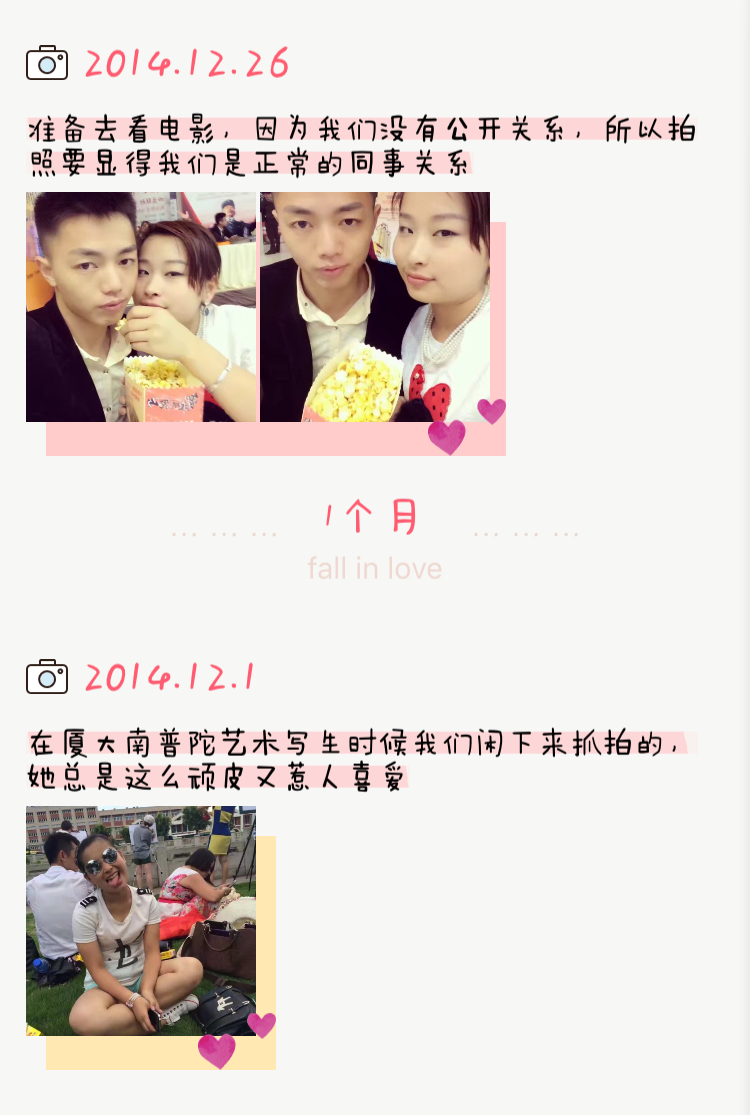 2014.12.26
准备去看电影，因为我们没有公开关系，所以拍
照要显得我们是正常的同事关系
... ... ... 1个月 ... ... ...
fall in love
2014.12.1
在厦大南普陀艺术写生时候我们闲下来抓拍的，
她总是这么顽皮又惹人喜爱